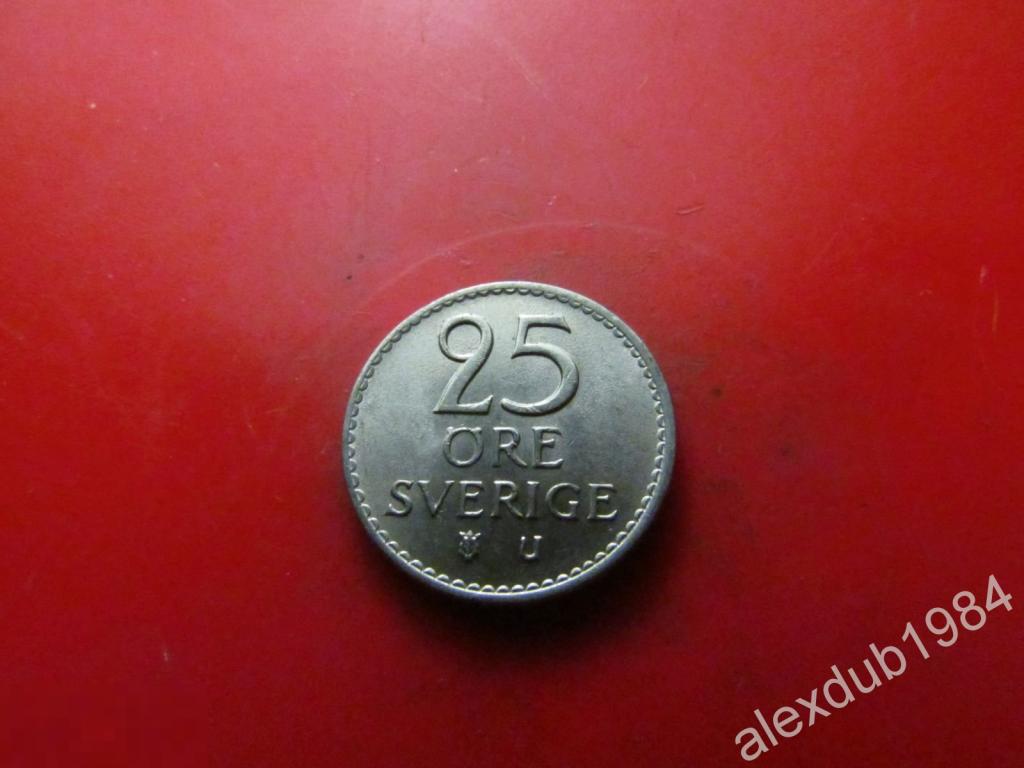 25
ÖRE
SVERIGE
U
alexdub1984